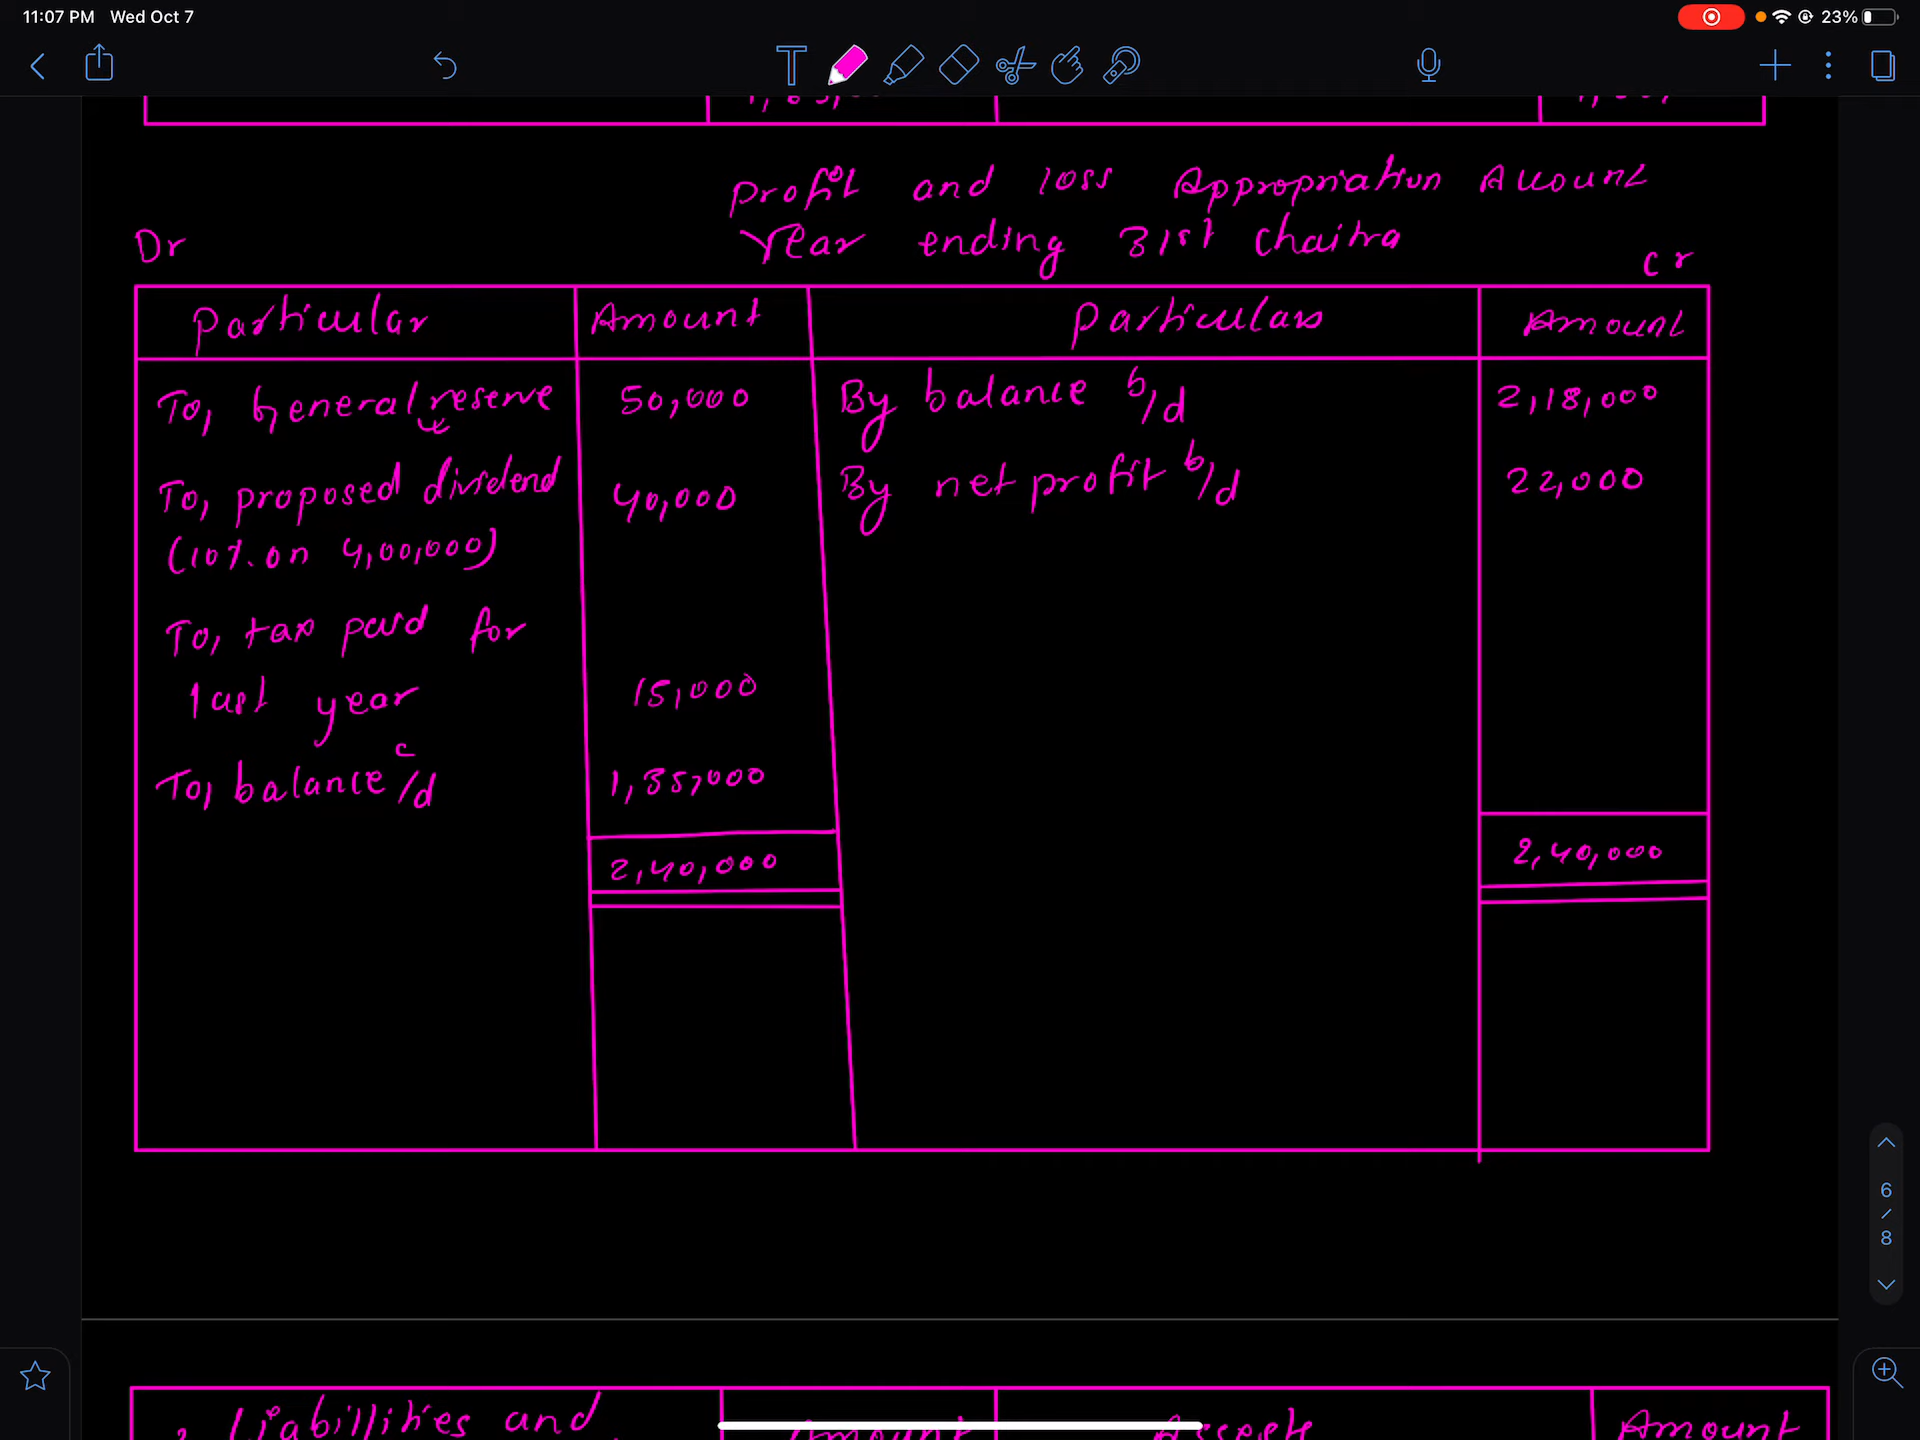 11:07 PM Wed Oct 7
23%
T
Profit and loss Appropriation Account
Dr
Year ending 31st Chaitra
Cr
Particular Amount Particulars Amount
To, General reserve 50,000 By balance b/d 2,18,000
To, proposed dividend 40,000 By net profit b/d 22,000
(10%. on 4,00,000)
To, tax paid for
last year 15,000
To, balance c/d 1,35,000
2,40,000 2,40,000
6
/
8
Liabillities and Amount Amount